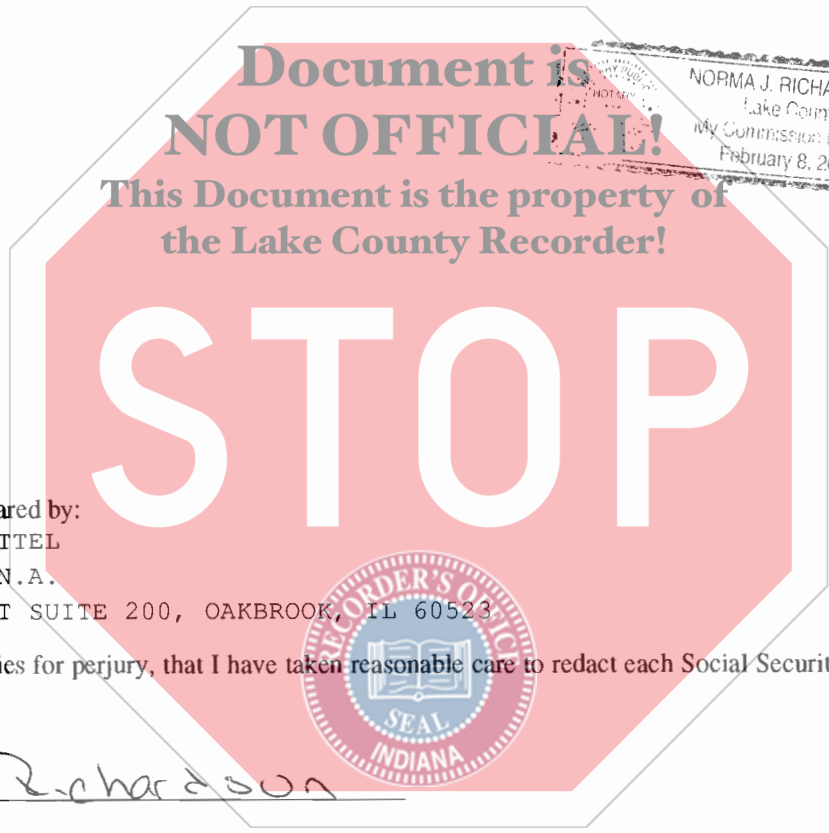 Document is
NOT OFFICIAL!
This Document is the property of
the Lake County Recorder!
NORMA J. RICHA
Lake Coun
My Commission
February 8, 2
STOP
ared by:
ITTEL
N.A.
T SUITE 200, OAKBROOK, IL 60523
ies for perjury, that I have taken reasonable care to redact each Social Securit
RECORDER'S OFFICE
SEAL
INDIANA
Richardson